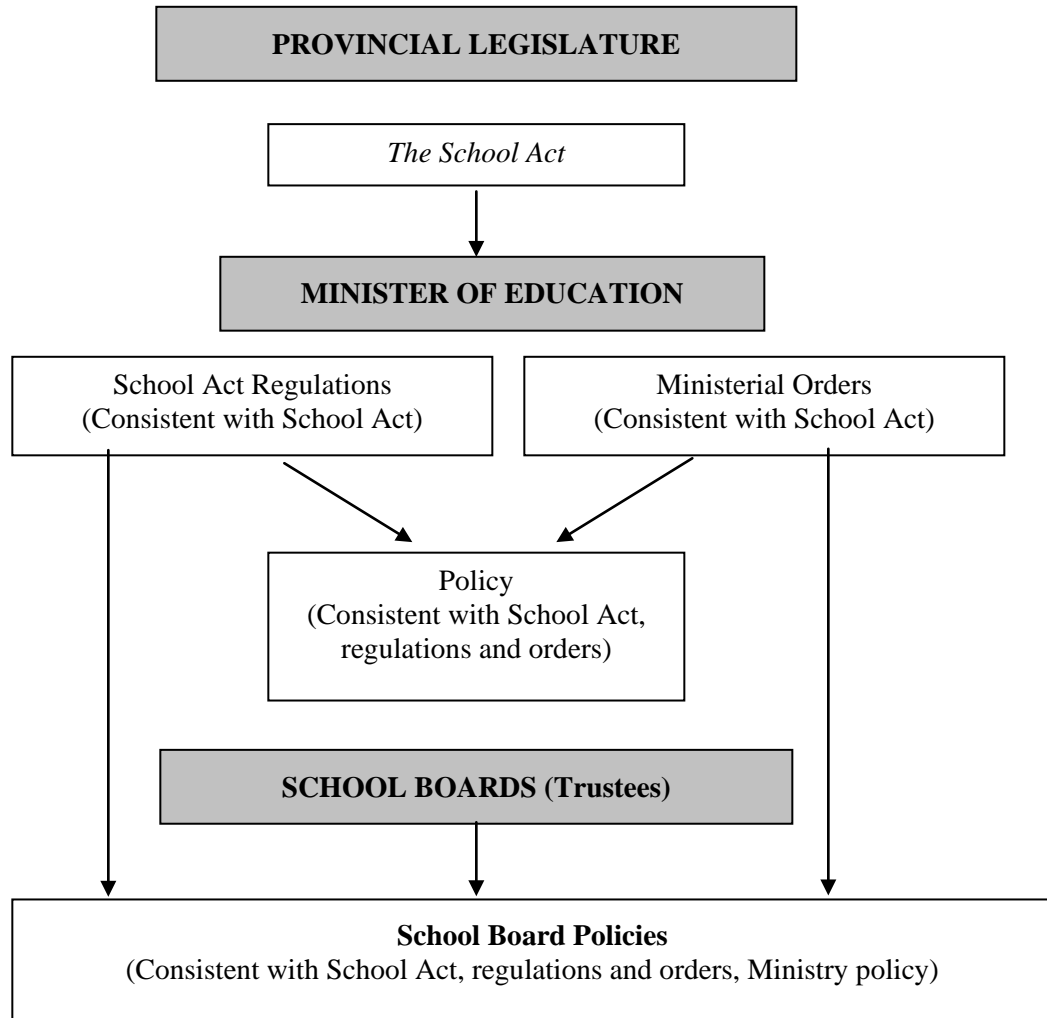 PROVINCIAL LEGISLATURE
The School Act
MINISTER OF EDUCATION
School Act Regulations
(Consistent with School Act)
Ministerial Orders
(Consistent with School Act)
Policy
(Consistent with School Act,
regulations and orders)
SCHOOL BOARDS (Trustees)
School Board Policies
(Consistent with School Act, regulations and orders, Ministry policy)